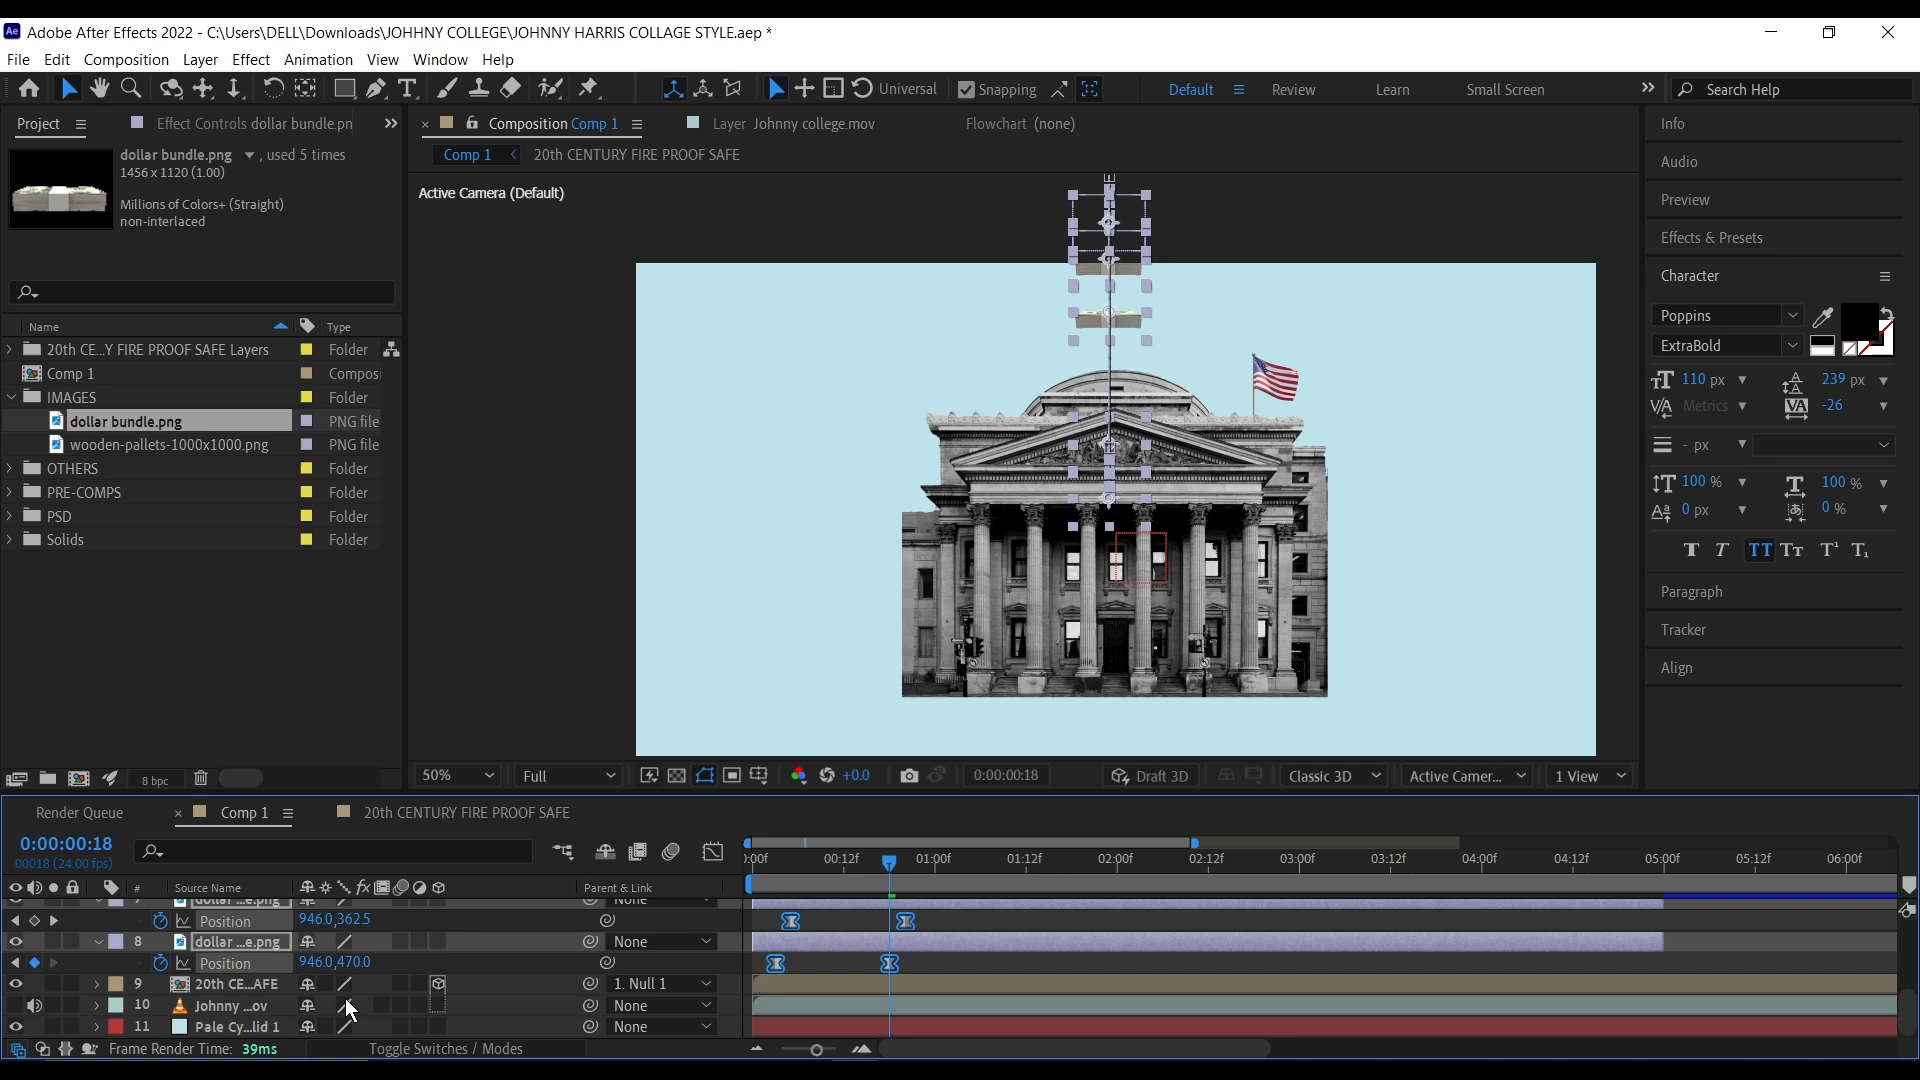 Ae Adobe After Effects 2022 - C:\Users\DELL\Downloads\JOHHNY COLLEGE\JOHNNY HARRIS COLLAGE STYLE.aep *
File Edit Composition Layer Effect Animation View Window Help
Universal Snapping Default Review Learn Small Screen Search Help
Project Effect Controls dollar bundle.pn
Composition Comp 1 Layer Johnny college.mov Flowchart (none)
Comp 1 20th CENTURY FIRE PROOF SAFE
Active Camera (Default)
dollar bundle.png , used 5 times
1456 x 1120 (1.00)
Millions of Colors+ (Straight)
non-interlaced
Name Type
20th CE...Y FIRE PROOF SAFE Layers Folder
Comp 1 Composi
IMAGES Folder
dollar bundle.png PNG file
wooden-pallets-1000x1000.png PNG file
OTHERS Folder
PRE-COMPS Folder
PSD Folder
Solids Folder
8 bpc
50% Full +0.0 0:00:00:18 Draft 3D Classic 3D Active Camer... 1 View
Info
Audio
Preview
Effects & Presets
Character
Poppins
ExtraBold
110 px 239 px
Metrics -26
- px
100 % 100 %
0 px 0 %
Paragraph
Tracker
Align
Render Queue Comp 1 20th CENTURY FIRE PROOF SAFE
0:00:00:18
00018 (24.00 fps)
:00f 00:12f 01:00f 01:12f 02:00f 02:12f 03:00f 03:12f 04:00f 04:12f 05:00f 05:12f 06:00f
# Source Name Parent & Link
7 dollar ...e.png None
Position 946.0,362.5
8 dollar ...e.png None
Position 946.0,470.0
9 20th CE...AFE 1. Null 1
10 Johnny ...ov None
11 Pale Cy...lid 1 None
Frame Render Time: 39ms Toggle Switches / Modes